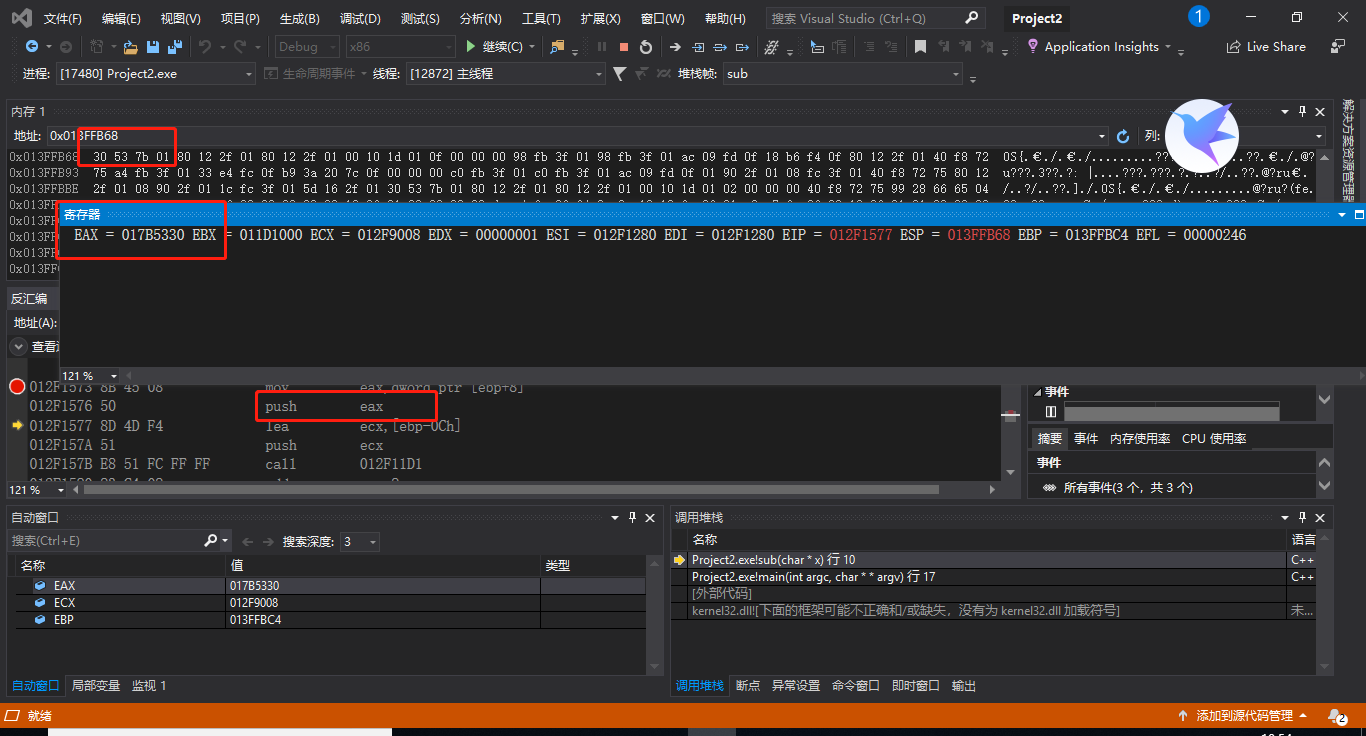 文件(F) 编辑(E) 视图(V) 项目(P) 生成(B) 调试(D) 测试(S) 分析(N) 工具(T) 扩展(X) 窗口(W) 帮助(H) 搜索 Visual Studio (Ctrl+Q) Project2 1
Debug x86 继续(C) Application Insights Live Share
进程: [17480] Project2.exe 生命周期事件 线程: [12872] 主线程 堆栈帧: sub
内存 1
地址: 0x013FFB68 列:
0x013FFB68 30 53 7b 01 80 12 2f 01 80 12 2f 01 00 10 1d 01 0f 00 00 00 98 fb 3f 01 98 fb 3f 01 ac 09 fd 0f 18 b6 f4 0f 80 12 2f 01 40 f8 72
0x013FFB93 75 a4 fb 3f 01 33 e4 fc 0f b9 3a 20 7c 0f 00 00 00 c0 fb 3f 01 c0 fb 3f 01 ac 09 fd 0f 01 90 2f 01 08 fc 3f 01 40 f8 72 75 80 12
0x013FFBBE 2f 01 08 90 2f 01 1c fc 3f 01 5d 16 2f 01 30 53 7b 01 80 12 2f 01 80 12 2f 01 00 10 1d 01 02 00 00 00 40 f8 72 75 99 28 66 65 04
寄存器
EAX = 017B5330 EBX = 011D1000 ECX = 012F9008 EDX = 00000001 ESI = 012F1280 EDI = 012F1280 EIP = 012F1577 ESP = 013FFB68 EBP = 013FFBC4 EFL = 00000246
反汇编
地址(A):
121 %
012F1573 8B 45 08 mov eax,dword ptr [ebp+8]
012F1576 50 push eax
012F1577 8D 4D F4 lea ecx,[ebp-0Ch]
012F157A 51 push ecx
012F157B E8 51 FC FF FF call 012F11D1
121 %
解决方案资源管理器
事件
摘要 事件 内存使用率 CPU 使用率
事件
所有事件(3 个，共 3 个)
自动窗口
搜索(Ctrl+E) 搜索深度: 3
名称 值 类型
EAX 017B5330
ECX 012F9008
EBP 013FFBC4
自动窗口 局部变量 监视 1
调用堆栈
名称 语言
Project2.exe!sub(char * x) 行 10 C++
Project2.exe!main(int argc, char * * argv) 行 17 C++
[外部代码]
kernel32.dll![下面的框架可能不正确和/或缺失，没有为 kernel32.dll 加载符号] 未...
调用堆栈 断点 异常设置 命令窗口 即时窗口 输出
就绪 添加到源代码管理 2